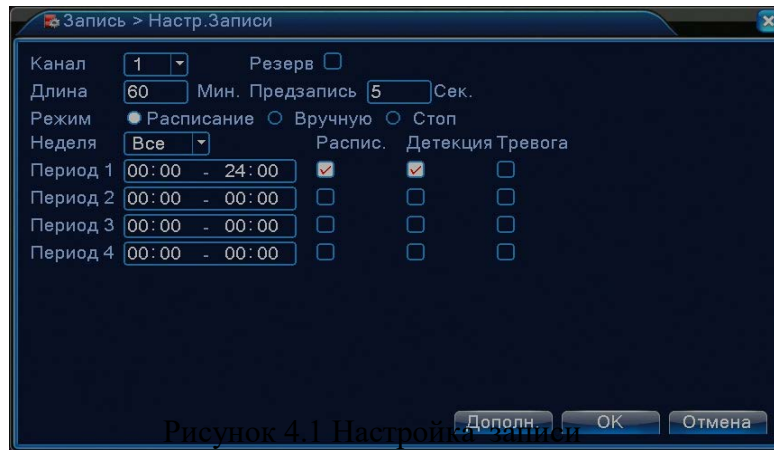 Запись > Настр.Записи
Канал 1 Резерв
Длина 60 Мин. Предзапись 5 Сек.
Режим Расписание Вручную Стоп
Неделя Все Распис. Детекция Тревога
Период 1 00:00 - 24:00
Период 2 00:00 - 00:00
Период 3 00:00 - 00:00
Период 4 00:00 - 00:00
Дополн. OK Отмена
Рисунок 4.1 Настройка записи